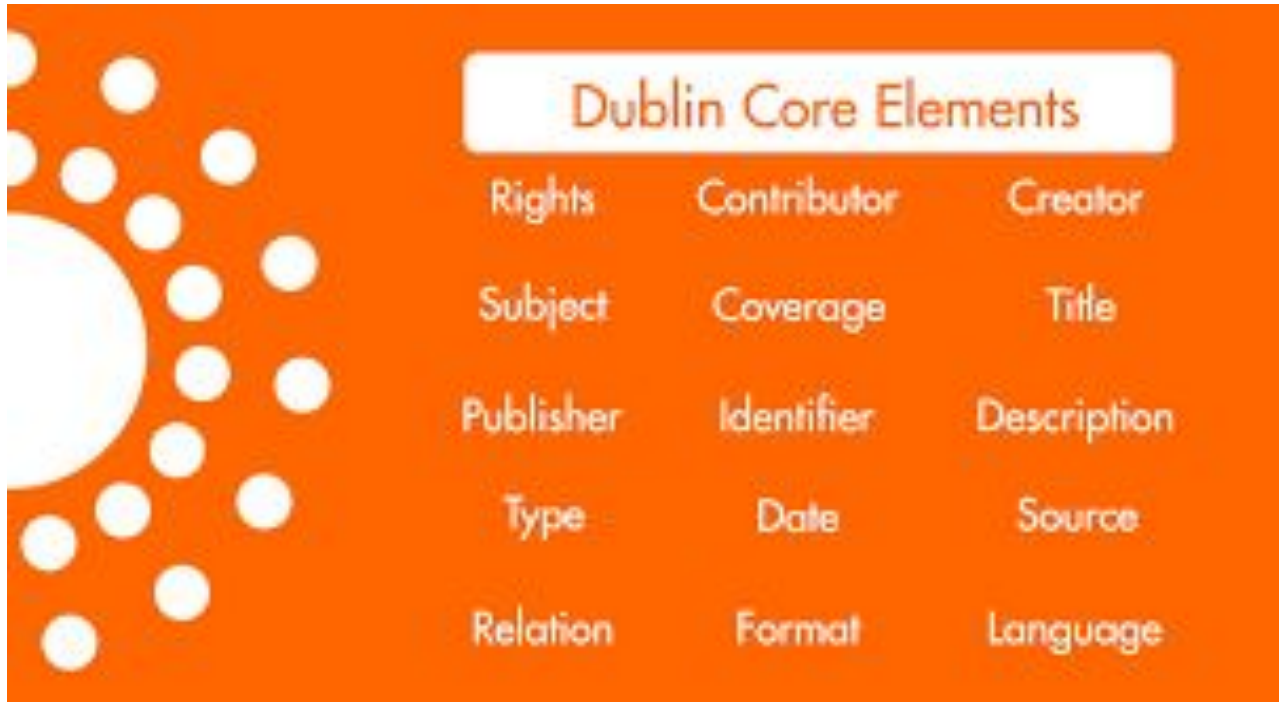 Dublin Core Elements
Rights Contributor Creator
Subject Coverage Title
Publisher Identifier Description
Type Date Source
Relation Format Language